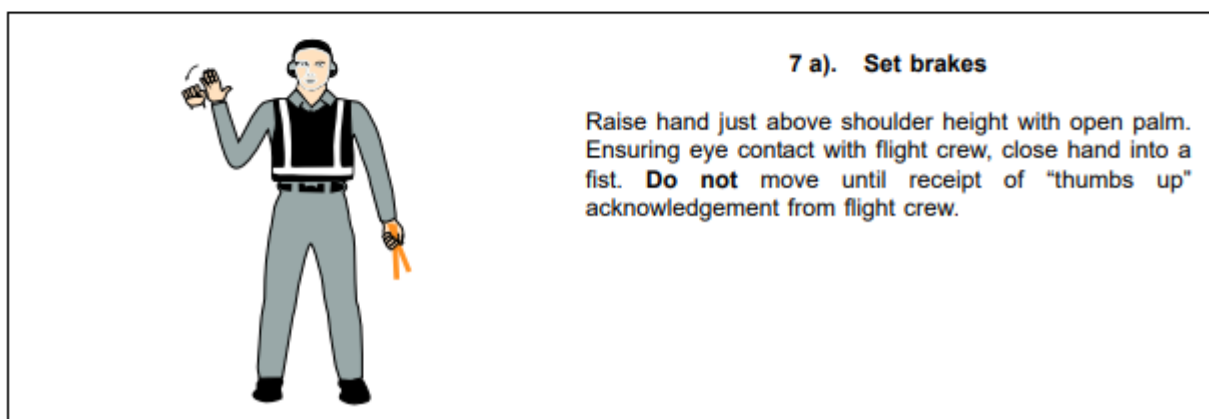 7 a). Set brakes
Raise hand just above shoulder height with open palm.
Ensuring eye contact with flight crew, close hand into a
fist. Do not move until receipt of “thumbs up”
acknowledgement from flight crew.